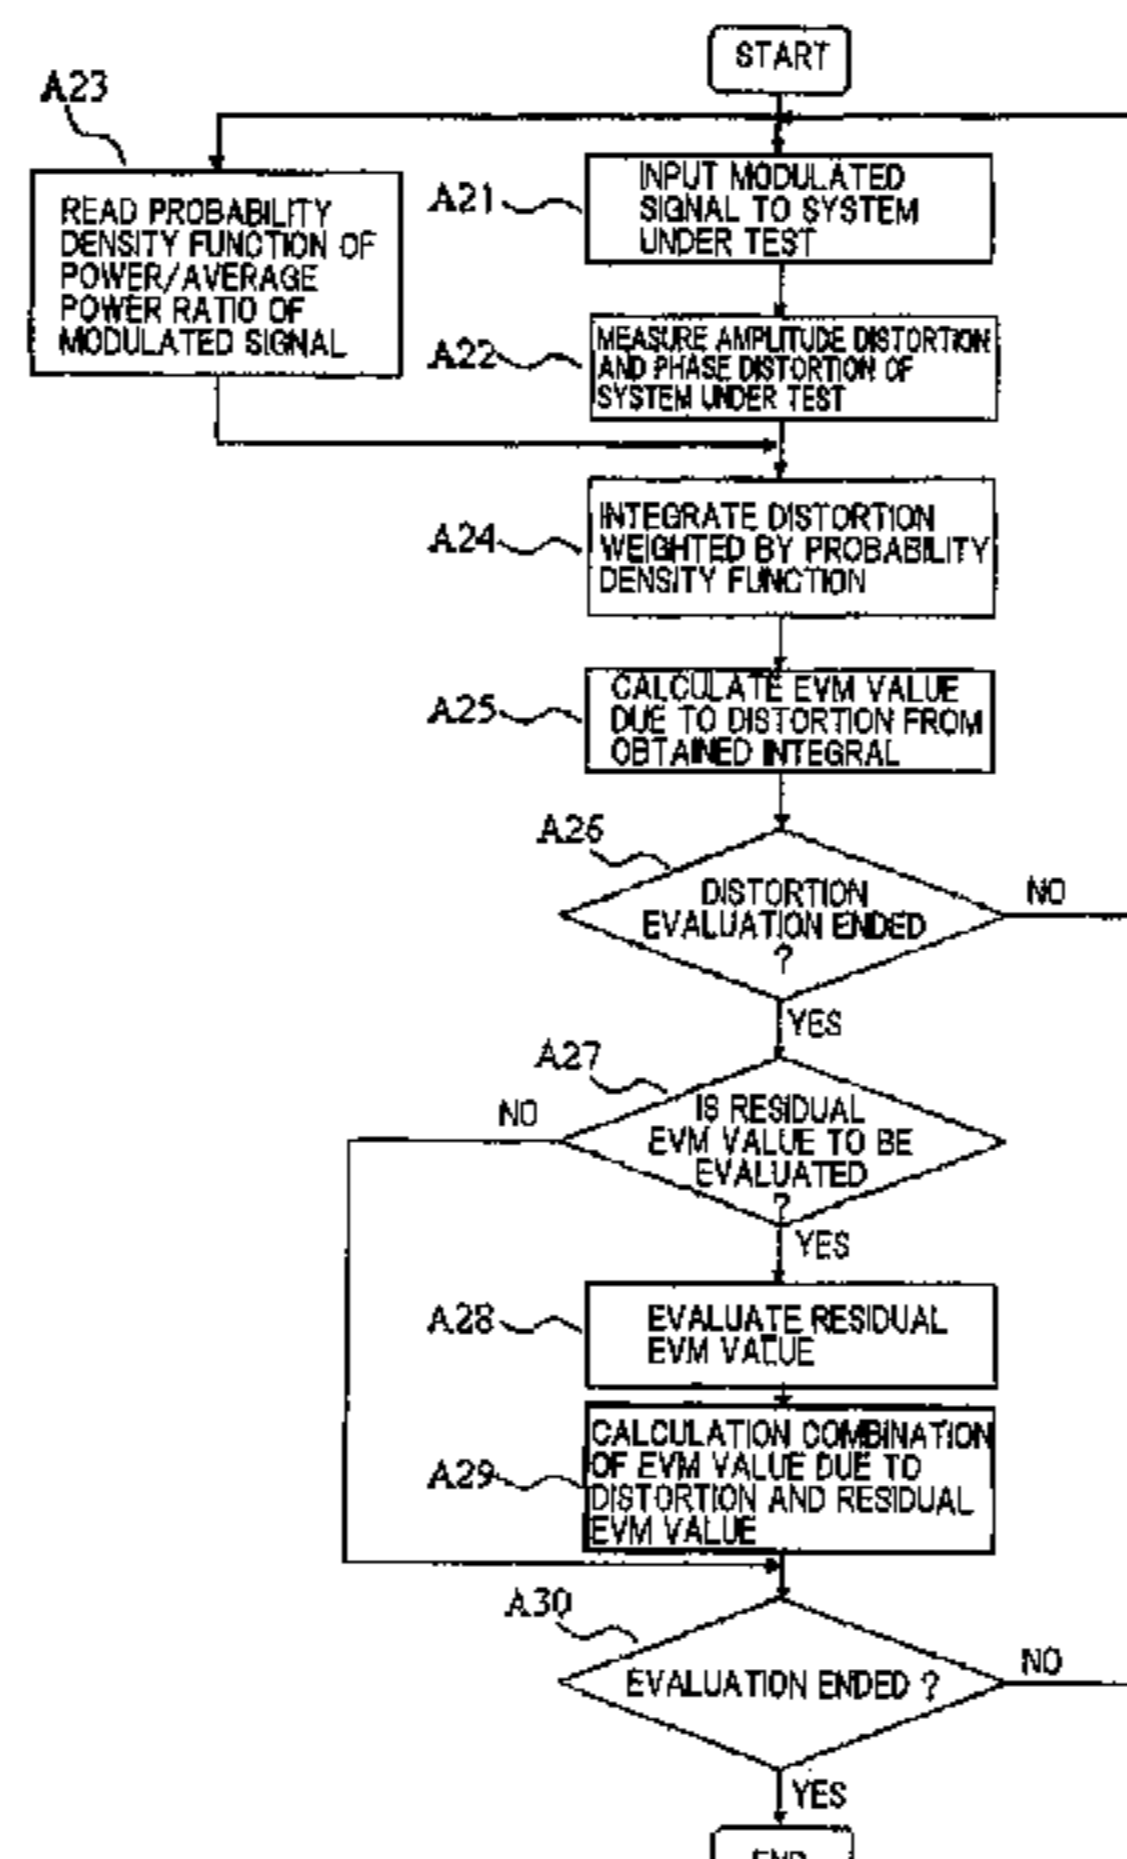 START
A23
READ PROBABILITY
DENSITY FUNCTION OF
POWER/AVERAGE
POWER RATIO OF
MODULATED SIGNAL
A21
INPUT MODULATED
SIGNAL TO SYSTEM
UNDER TEST
A22
MEASURE AMPLITUDE DISTORTION
AND PHASE DISTORTION OF
SYSTEM UNDER TEST
A24
INTEGRATE DISTORTION
WEIGHTED BY PROBABILITY
DENSITY FUNCTION
A25
CALCULATE EVM VALUE
DUE TO DISTORTION FROM
OBTAINED INTEGRAL
A26
DISTORTION
EVALUATION ENDED
?
NO
YES
A27
IS RESIDUAL
EVM VALUE TO BE
EVALUATED
?
NO
YES
A28
EVALUATE RESIDUAL
EVM VALUE
A29
CALCULATION COMBINATION
OF EVM VALUE DUE TO
DISTORTION AND RESIDUAL
EVM VALUE
A30
EVALUATION ENDED ?
NO
YES
END